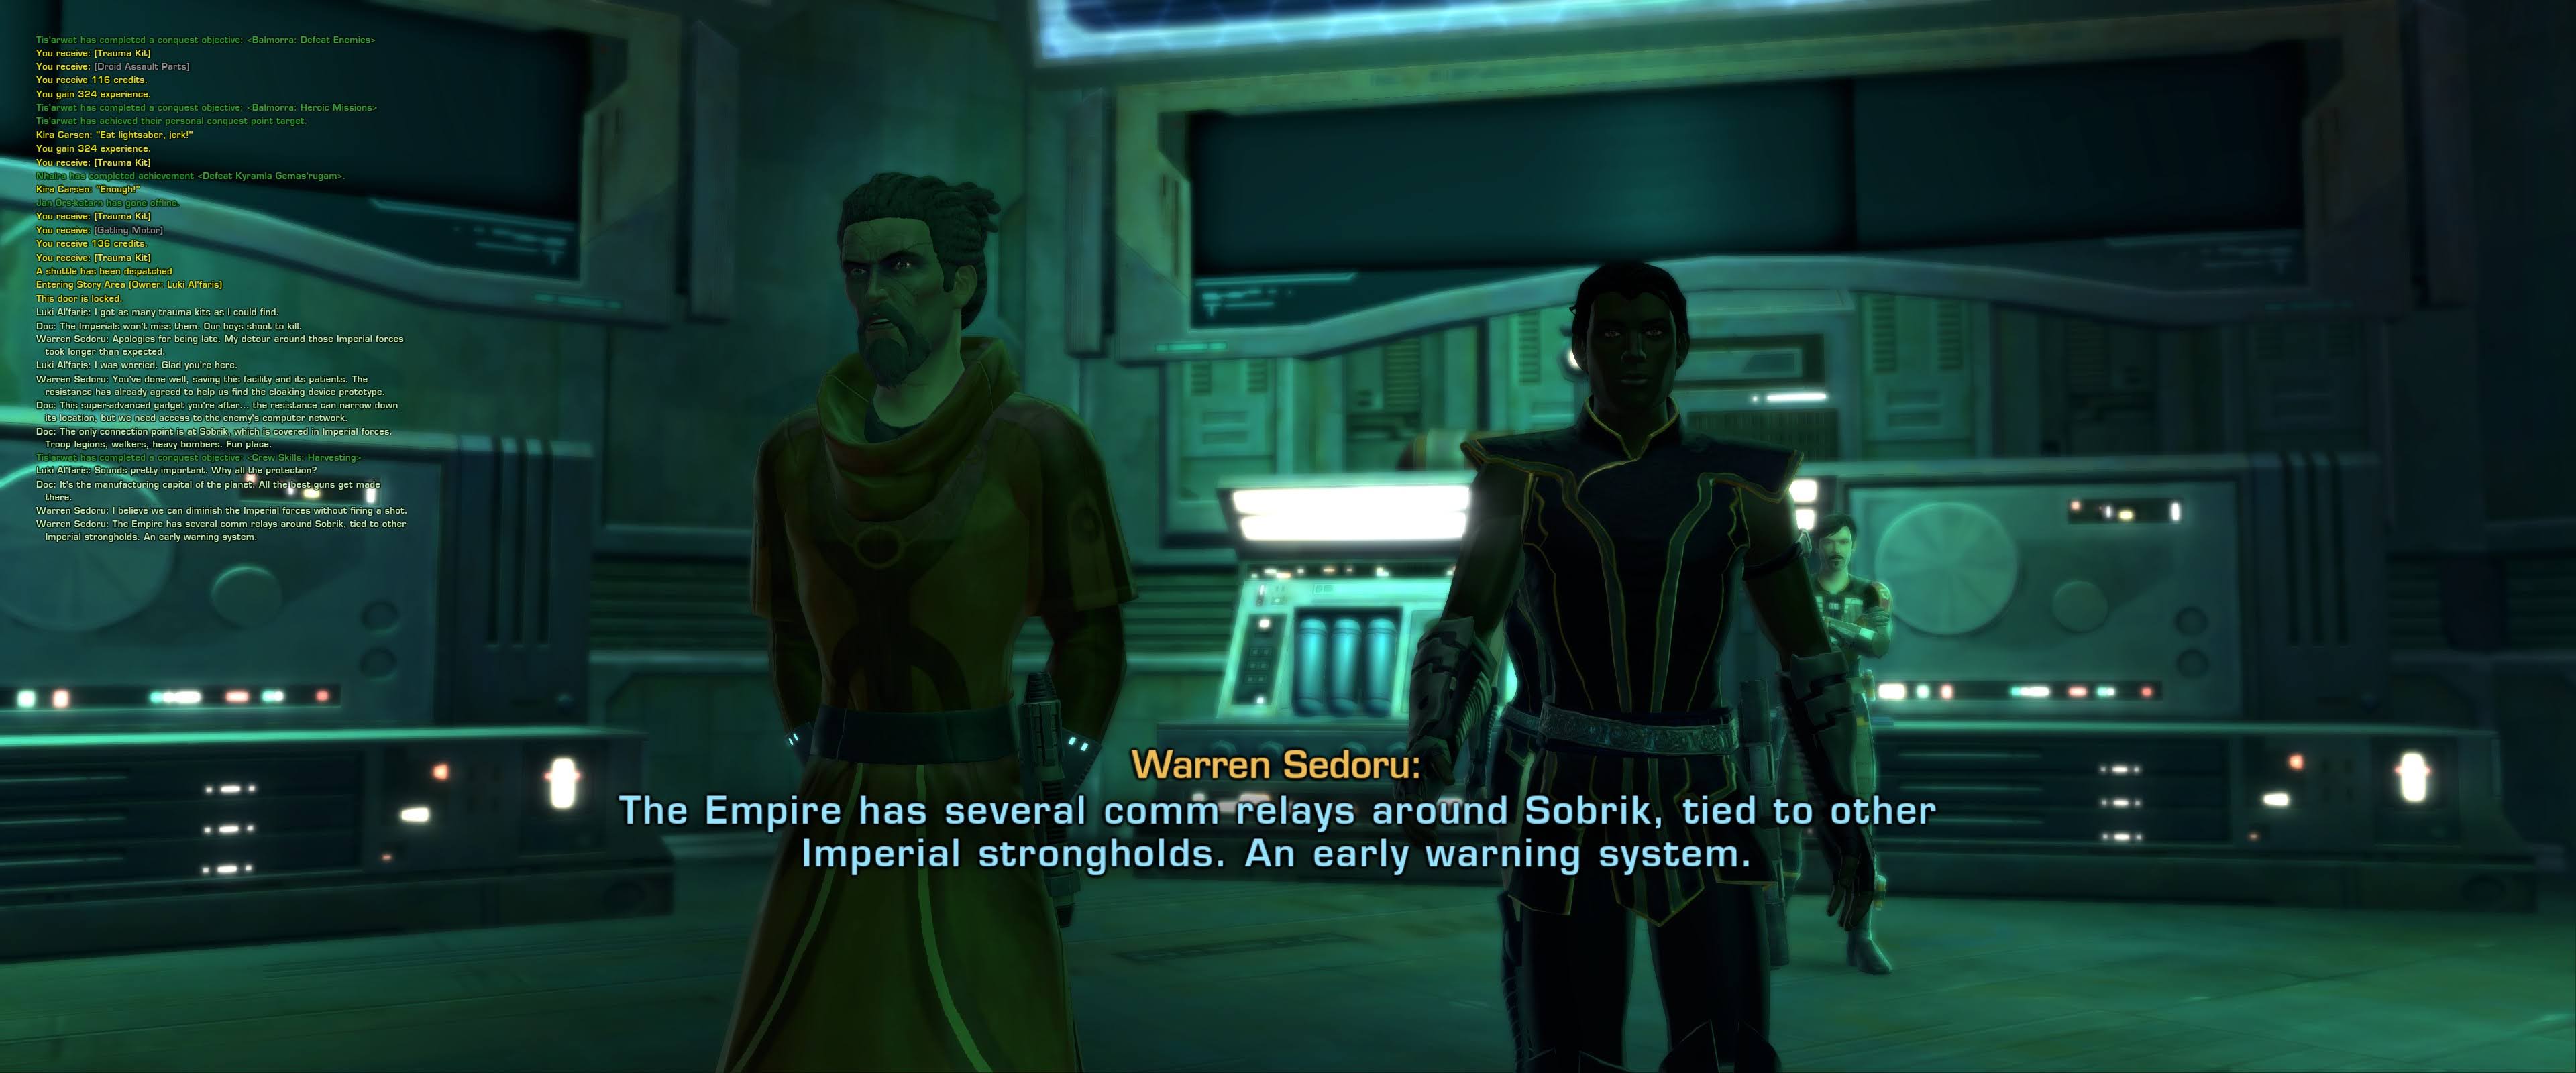 Tis'arwat has completed a conquest objective: <Balmorra: Defeat Enemies>
You receive: [Trauma Kit]
You receive: [Droid Assault Parts]
You receive 116 credits.
You gain 324 experience.
Tis'arwat has completed a conquest objective: <Balmorra: Heroic Missions>
Tis'arwat has achieved their personal conquest point target.
Kira Carsen: "Eat lightsaber, jerk!"
You gain 324 experience.
You receive: [Trauma Kit]
Nhaira has completed achievement <Defeat Kyramla Gemas'rugam>.
Kira Carsen: "Enough!"
Jan Ors-katarn has gone offline.
You receive: [Trauma Kit]
You receive: [Gatling Motor]
You receive 136 credits.
You receive: [Trauma Kit]
A shuttle has been dispatched
Entering Story Area (Owner: Luki Al'faris)
This door is locked.
Luki Al'faris: I got as many trauma kits as I could find.
Doc: The Imperials won't miss them. Our boys shoot to kill.
Warren Sedoru: Apologies for being late. My detour around those Imperial forces
took longer than expected.
Luki Al'faris: I was worried. Glad you're here.
Warren Sedoru: You've done well, saving this facility and its patients. The
resistance has already agreed to help us find the cloaking device prototype.
Doc: This super-advanced gadget you're after... the resistance can narrow down
its location, but we need access to the enemy's computer network.
Doc: The only connection point is at Sobrik, which is covered in Imperial forces.
Troop legions, walkers, heavy bombers. Fun place.
Tis'arwat has completed a conquest objective: <Crew Skills: Harvesting>
Luki Al'faris: Sounds pretty important. Why all the protection?
Doc: It's the manufacturing capital of the planet. All the best guns get made
there.
Warren Sedoru: I believe we can diminish the Imperial forces without firing a shot.
Warren Sedoru: The Empire has several comm relays around Sobrik, tied to other
Imperial strongholds. An early warning system.
Warren Sedoru:
The Empire has several comm relays around Sobrik, tied to other
Imperial strongholds. An early warning system.